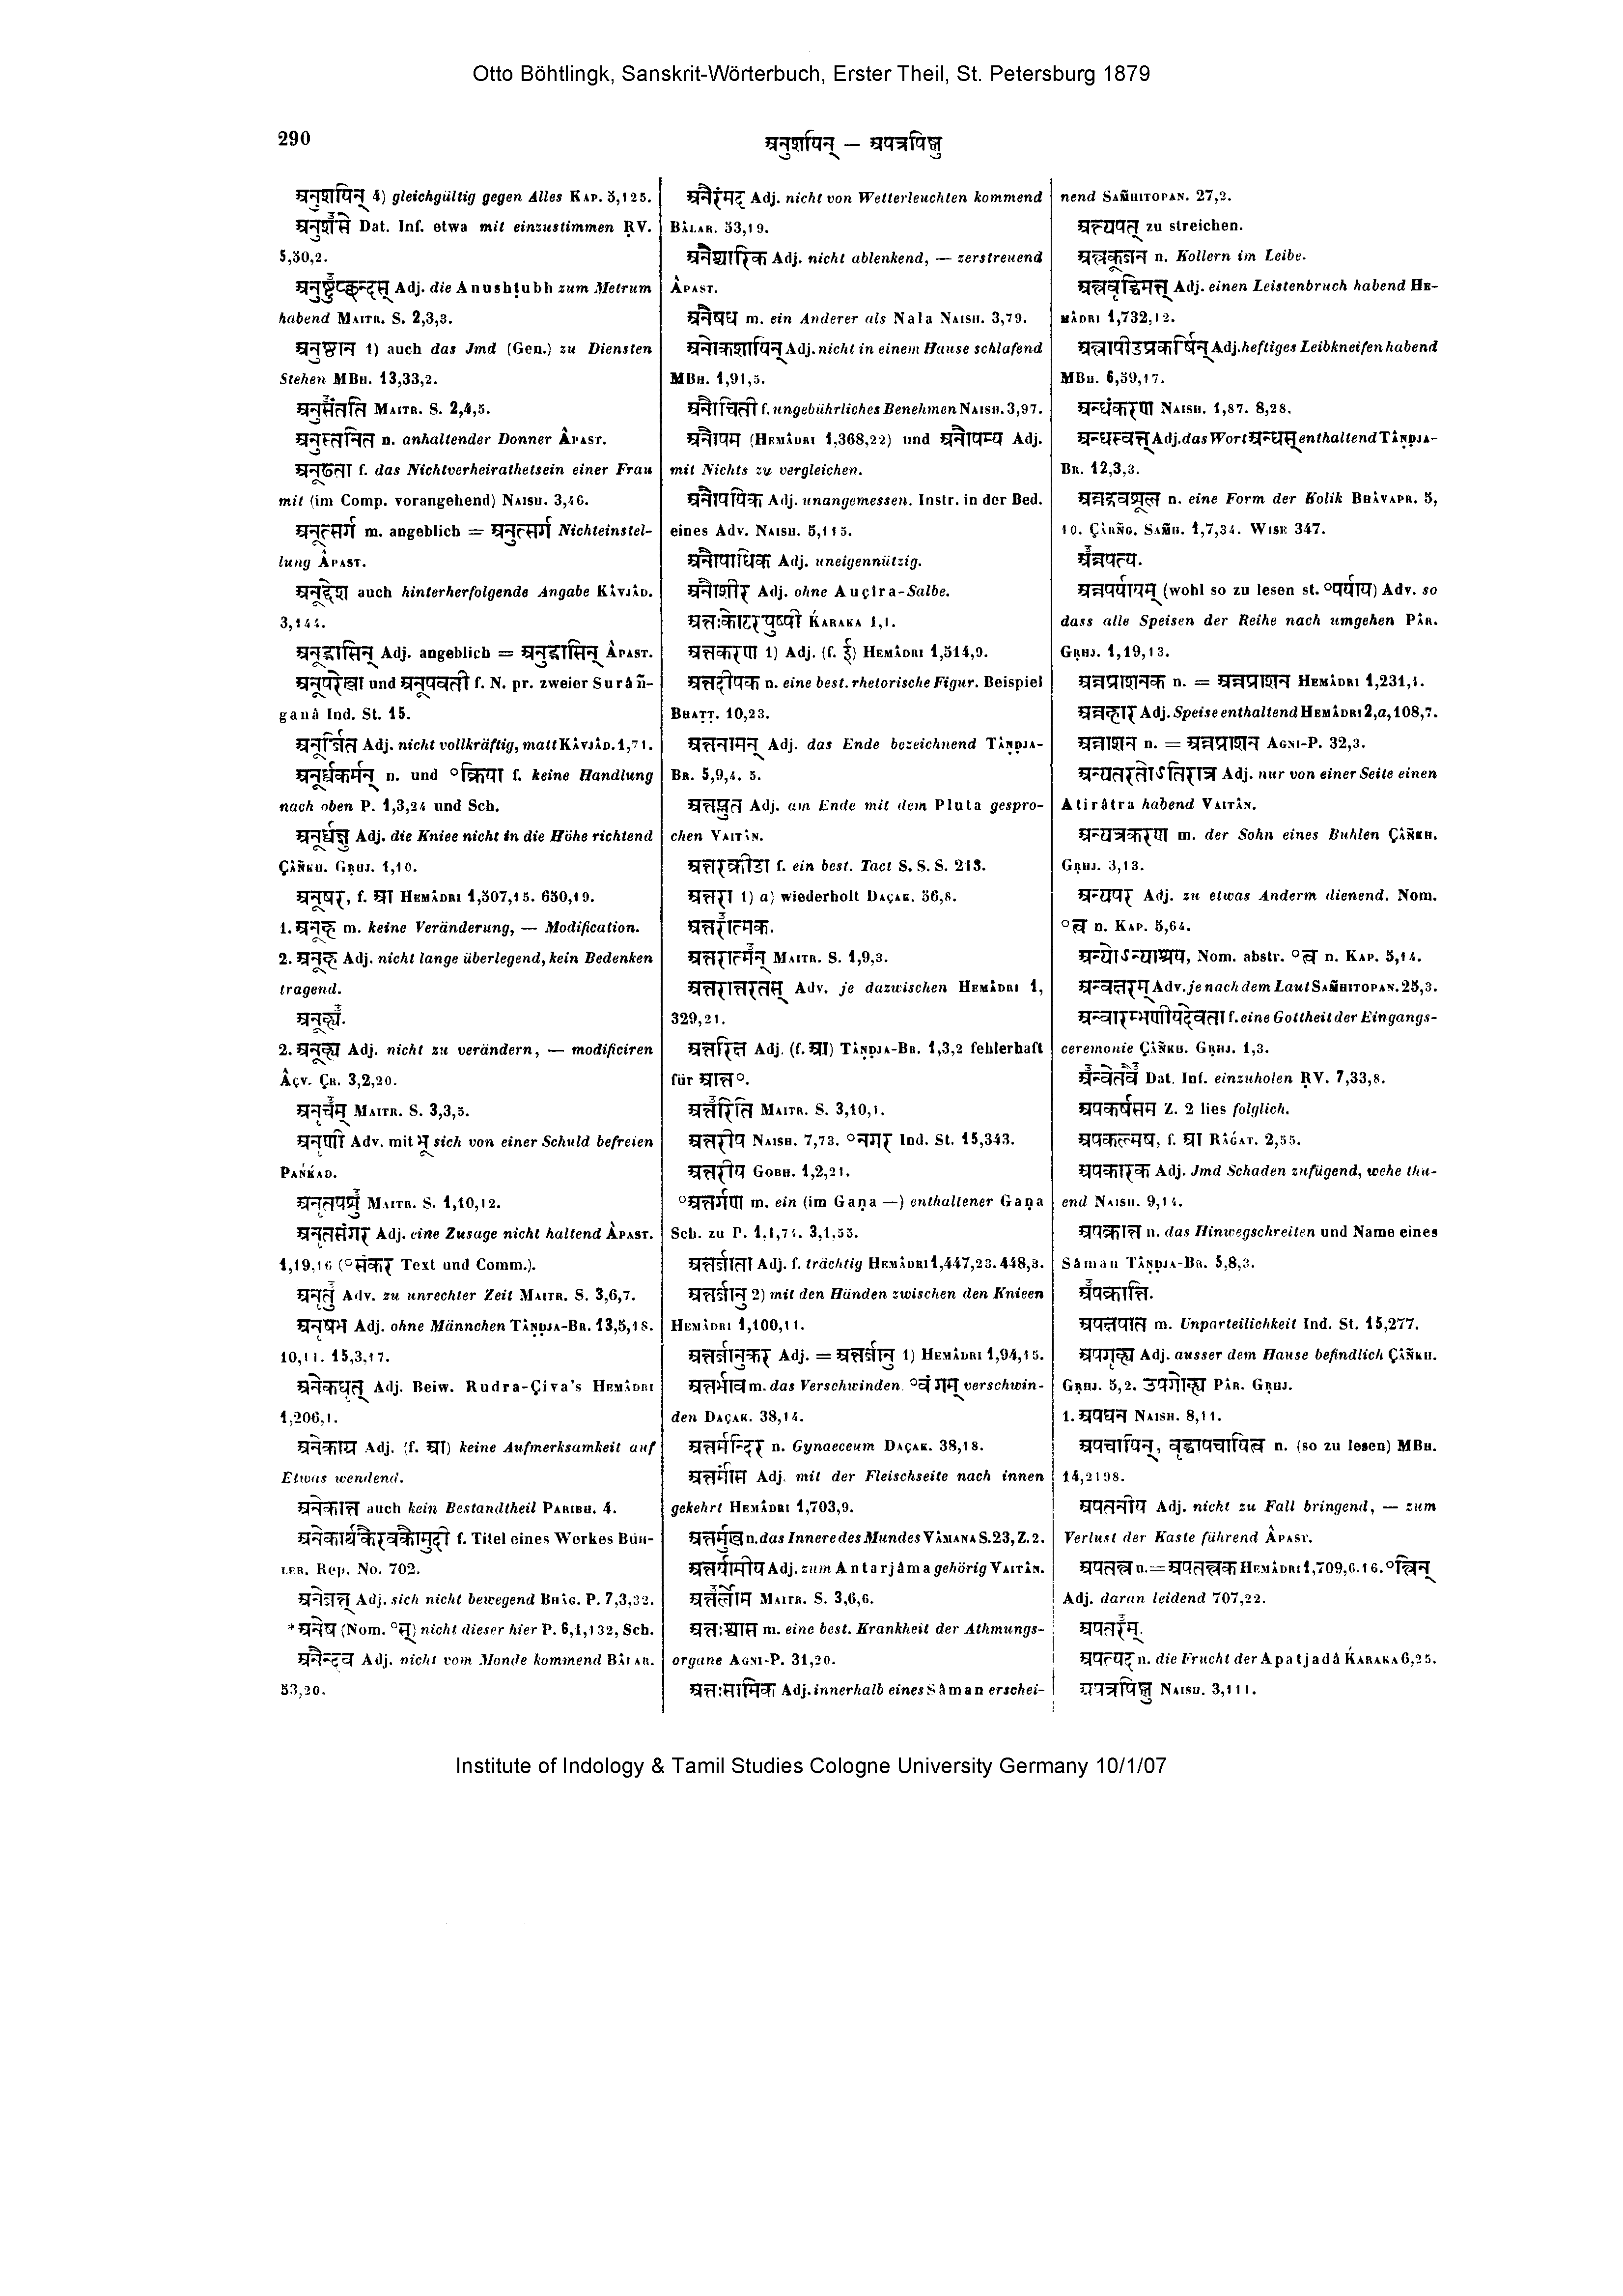 Otto Böhtlingk, Sanskrit-Wörterbuch, Erster Theil, St. Petersburg 1879
290
अनुशयिन् — अपत्रपिष्णु
अनुशयिन् 4) gleichgültig gegen Alles KAP. 5,125.
अनुशँसे Dat. Inf. etwa mit einzustimmen ṚV.
5,50,2.
अनुष्टुप्छन्दस् Adj. die Anushṭubh zum Metrum
habend MAITR. S. 2,3,3.
अनुष्ठान 1) auch das Jmd (Gen.) zu Diensten
Stehen MBH. 13,33,2.
अनुसंतति MAITR. S. 2,4,5.
अनुस्तनित n. anhaltender Donner ÂPAST.
अनूढता f. das Nichtverheirathetsein einer Frau
mit (im Comp. vorangehend) NAISH. 3,46.
अनूत्सर्ग m. angeblich = अनुत्सर्ग Nichteinstel-
lung ÂPAST.
अनूद्देश auch hinterherfolgende Angabe KÂVJÂD.
3,144.
अनूद्वासिन् Adj. angeblich = अनुद्वासिन् ÂPAST.
अनूपरेखा und अनूपवती f. N. pr. zweier Surâñ-
ganâ Ind. St. 15.
अनूर्जित Adj. nicht vollkräftig, matt KÂVJÂD. 1,71.
अनूर्ध्वकर्मन् n. und °क्रिया f. keine Handlung
nach oben P. 1,3,24 und Sch.
अनूर्ध्वज्ञु Adj. die Kniee nicht in die Höhe richtend
ÇÂÑKH. GṚHJ. 1,10.
अनूषर, f. आ HEMÂDRI 1,507,15. 650,19.
1. अनूह m. keine Veränderung, — Modification.
2. अनूह Adj. nicht lange überlegend, kein Bedenken
tragend.
अनूह्य.
2. अनूह्य Adj. nicht zu verändern, — modificiren
ÂÇV. ÇR. 3,2,20.
अनृचम् MAITR. S. 3,3,5.
अनृणी Adv. mit भू sich von einer Schuld befreien
PAṄḰAD.
अनृतपशु MAITR. S. 1,10,12.
अनृतसंगर Adj. eine Zusage nicht haltend ÂPAST.
1,19,16 (°संकर Text und Comm.).
अनृतु Adv. zu unrechter Zeit MAITR. S. 3,6,7.
अनृषभ Adj. ohne Männchen TÂṆḌJA-BR. 13,5,18.
10,11. 15,3,17.
अनेकधृत् Adj. Beiw. Rudra-Çiva's HEMÂDRI
1,206,1.
अनेकाग्र Adj. (f. आ) keine Aufmerksamkeit auf
Etwas wendend.
अनेकान्त auch kein Bestandtheil PARIBH. 4.
अनेकार्थकैरवकौमुदी f. Titel eines Werkes BÜH-
LER, Rep. No. 702.
अनेजत् Adj. sich nicht bewegend BHÂG. P. 7,3,32.
*अनेष (Nom. °स्) nicht dieser hier P. 6,1,132, Sch.
अनैन्दव Adj. nicht vom Monde kommend BÂLAR.
53,20.
अनैरंमद Adj. nicht von Wetterleuchten kommend
BÂLAR. 53,19.
अनैश्चारिक Adj. nicht ablenkend, — zerstreuend
ÂPAST.
अनैषध m. ein Anderer als Nala NAISH. 3,79.
अनोकशायिन् Adj. nicht in einem Hause schlafend
MBH. 1,91,5.
अनौचिती f. ungebührliches Benehmen NAISH. 3,97.
अनौपम (HEMÂDRI 1,368,22) und अनौपम्य Adj.
mit Nichts zu vergleichen.
अनौपयिक Adj. unangemessen. Instr. in der Bed.
eines Adv. NAISH. 5,115.
अनौपाधिक Adj. uneigennützig.
अनौशीर Adj. ohne Auçîra-Salbe.
अन्तःकोटरपुष्पी ḰARAKA 1,1.
अन्तकरण 1) Adj. (f. ई) HEMÂDRI 1,514,9.
अन्तदीपक n. eine best. rhetorische Figur. Beispiel
BHAṬṬ. 10,23.
अन्तनामन् Adj. das Ende bezeichnend TÂṆḌJA-
BR. 5,9,4. 5.
अन्तप्लुत Adj. am Ende mit dem Pluta gespro-
chen VAITÂN.
अन्तरक्रीडा f. ein best. Tact S. S. S. 213.
अन्तरा 1) a) wiederholt DAÇAK. 56,8.
अन्तरात्मक.
अन्तरात्मन् MAITR. S. 1,9,3.
अन्तरान्तरतस् Adv. je dazwischen HEMÂDRI 1,
329,21.
अन्तरिक्ष Adj. (f. आ) TÂṆḌJA-BR. 1,3,2 fehlerhaft
für आन्त°.
अन्तरिति MAITR. S. 3,10,1.
अन्तरीप NAISH. 7,73. °नगर Ind. St. 15,343.
अन्तरीय GOBH. 1,2,21.
°अन्तर्गण m. ein (im Gaṇa —) enthaltener Gaṇa
Sch. zu P. 1,1,74. 3,1,55.
अन्तर्जाता Adj. f. trächtig HEMÂDRI 1,447,23. 448,3.
अन्तर्जानु 2) mit den Händen zwischen den Knieen
HEMÂDRI 1,100,11.
अन्तर्जानुकर Adj. = अन्तर्जानु 1) HEMÂDRI 1,94,15.
अन्तर्भाव m. das Verschwinden. °वं गम् verschwin-
den DAÇAK. 38,14.
अन्तर्मन्दिर n. Gynaeceum DAÇAK. 38,18.
अन्तर्मांस Adj. mit der Fleischseite nach innen
gekehrt HEMÂDRI 1,703,9.
अन्तर्मुख n. das Innere des Mundes VÂMANA S. 23, Z. 2.
अन्तर्यामीय Adj. zum Antarjâma gehörig VAITÂN.
अन्तर्लोम MAITR. S. 3,6,6.
अन्तःश्वास m. eine best. Krankheit der Athmungs-
organe AGNI-P. 31,20.
अन्तःसामिक Adj. innerhalb eines Sâman erschei-
nend SAM̃HITOPAN. 27,2.
अन्त्यपत् zu streichen.
अन्त्रकूजन n. Kollern im Leibe.
अन्त्रवृद्धिमन्त् Adj. einen Leistenbruch habend HE-
MÂDRI 1,732,12.
अन्त्रापीडप्रकर्षिन् Adj. heftiges Leibkneifen habend
MBH. 6,59,17.
अन्धंकरण NAISH. 1,87. 8,28.
अन्धस्वन्त् Adj. das Wort अन्धस् enthaltend TÂṆḌJA-
BR. 12,3,3.
अन्नद्रवशूल n. eine Form der Kolik BHÂVAPR. 5,
10. ÇÂRÑG. SAM̃H. 1,7,34. WISE 347.
अन्नपत्य.
अन्नपर्यायम् (wohl so zu lesen st. °पर्याय) Adv. so
dass alle Speisen der Reihe nach umgehen PÂR.
GṚHJ. 1,19,13.
अन्नप्राशनक n. = अन्नप्राशन HEMÂDRI 1,231,1.
अन्नहार Adj. Speise enthaltend HEMÂDRI 2,a,108,7.
अन्नाशन n. = अन्नप्राशन AGNI-P. 32,3.
अन्यतरतोऽतिरात्र Adj. nur von einer Seite einen
Atirâtra habend VAITÂN.
अन्यत्रकरण m. der Sohn eines Buhlen ÇÂÑKH.
GṚHJ. 3,13.
अन्यपर Adj. zu etwas Anderm dienend. Nom.
°त्व n. KAP. 5,64.
अन्योऽन्याश्रय, Nom. abstr. °त्व n. KAP. 5,14.
अन्वक्षरम् Adv. je nach dem Laut SAM̃HITOPAN. 25,3.
अन्वारम्भणीयदेवता f. eine Gottheit der Eingangs-
ceremonie ÇÂÑKH. GṚHJ. 1,3.
अन्वेतवै Dat. Inf. einzuholen ṚV. 7,33,8.
अपकर्षसम Z. 2 lies folglich.
अपकल्मष, f. आ RÂǴAT. 2,55.
अपकारक Adj. Jmd Schaden zufügend, wehe thu-
end NAISH. 9,14.
अपक्रान्त n. das Hinwegschreiten und Name eines
Sâman TÂṆḌJA-BR. 5,8,3.
अपक्रान्ति.
अपक्षपात m. Unparteilichkeit Ind. St. 15,277.
अपगृह्य Adj. ausser dem Hause befindlich ÇÂÑKH.
GṚHJ. 5,2. उपगोह्य PÂR. GṚHJ.
1. अपघन NAISH. 8,11.
अपचायिन्, वृद्धापचायित्व n. (so zu lesen) MBH.
14,2198.
अपतनीय Adj. nicht zu Fall bringend, — zum
Verlust der Kaste führend ÂPAST.
अपतन्त्र n. = अपतन्त्रक HEMÂDRI 1,709,6.16. °न्त्रिन्
Adj. daran leidend 707,22.
अपतरम्.
अपत्यद n. die Frucht der Apatjadâ ḰARAKA 6,25.
अपत्रपिष्णु NAISH. 3,111.
Institute of Indology & Tamil Studies Cologne University Germany 10/1/07